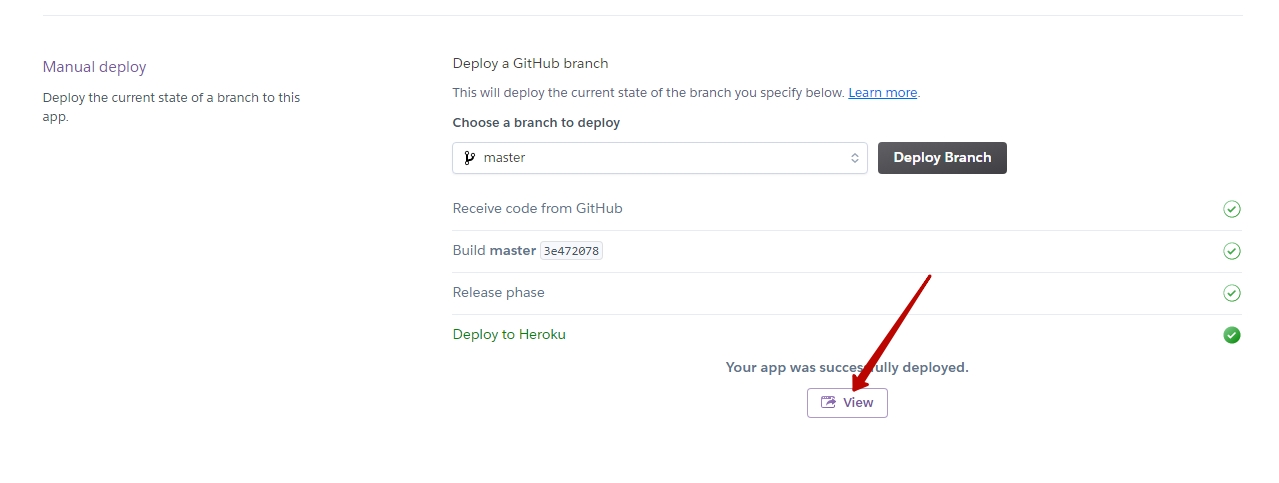 Manual deploy
Deploy the current state of a branch to this
app.
Deploy a GitHub branch
This will deploy the current state of the branch you specify below. Learn more.
Choose a branch to deploy
master
Deploy Branch
Receive code from GitHub
Build master 3e472078
Release phase
Deploy to Heroku
Your app was successfully deployed.
View